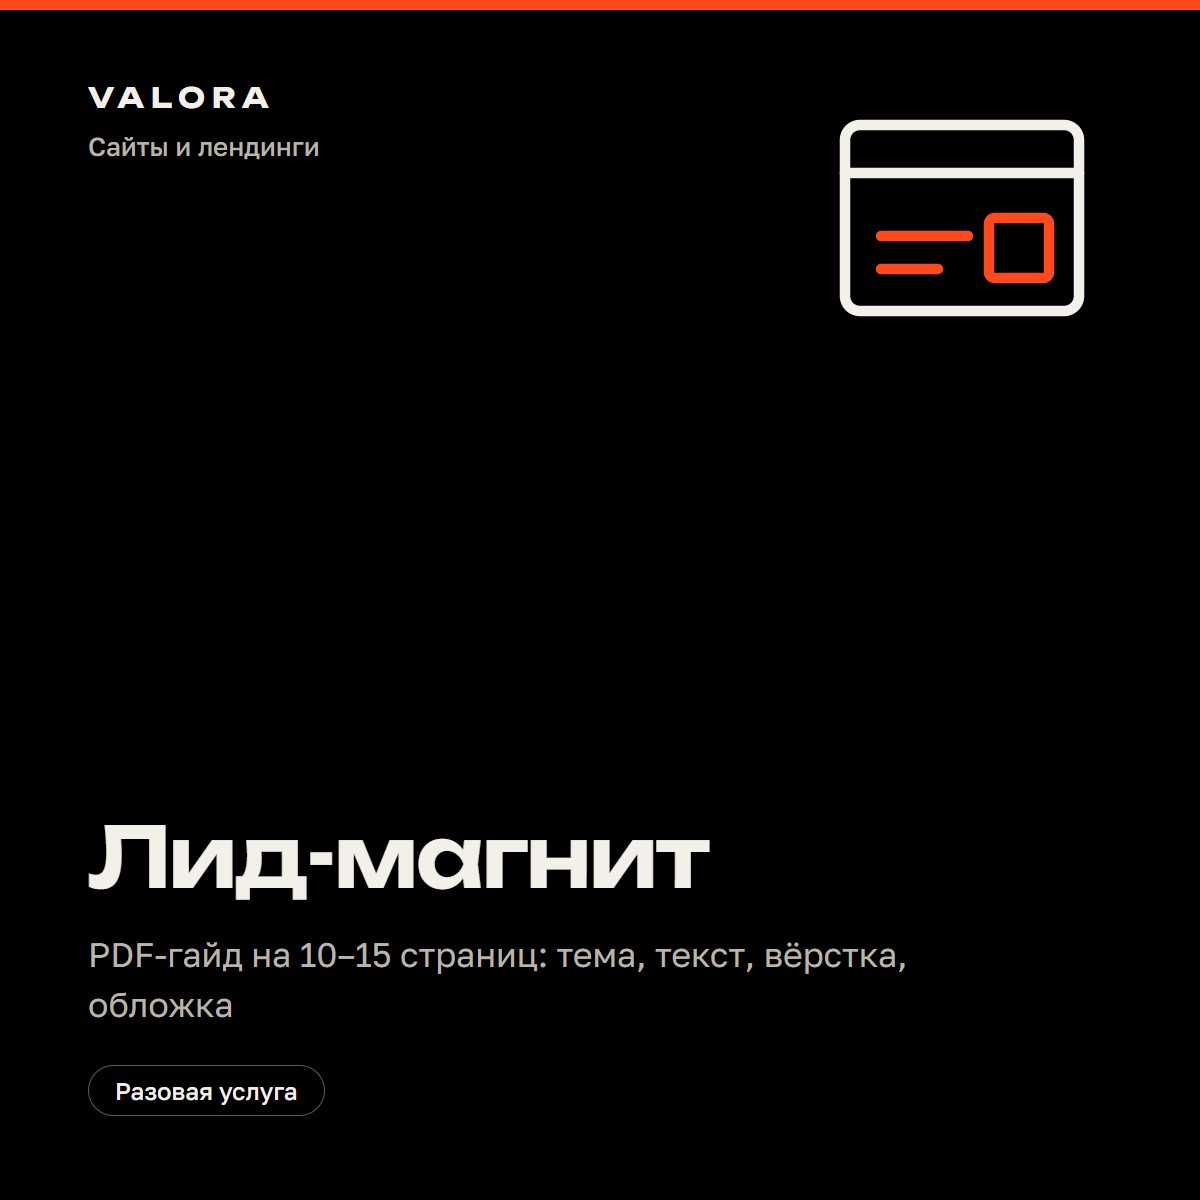 VALORA
Сайты и лендинги
Лид-магнит
PDF-гайд на 10–15 страниц: тема, текст, вёрстка,
обложка
Разовая услуга